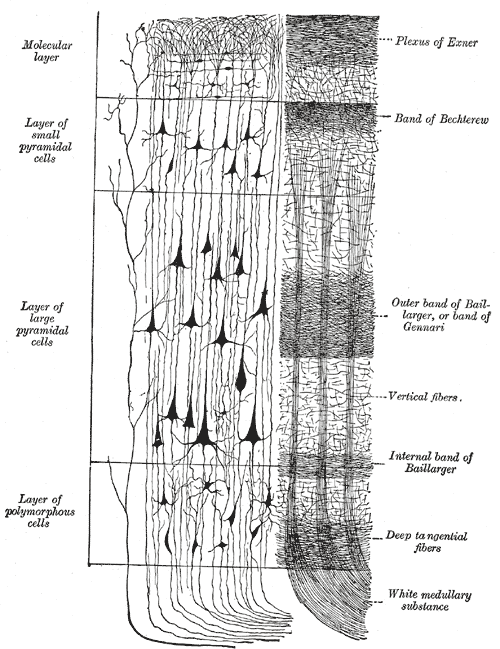 Molecular
layer
Layer of
small
pyramidal
cells
Layer of
large
pyramidal
cells
Layer of
polymorphous
cells
Plexus of Exner
Band of Bechterew
Outer band of Bail-
larger, or band of
Gennari
Vertical fibers.
Internal band of
Baillarger
Deep tangential
fibers
White medullary
substance